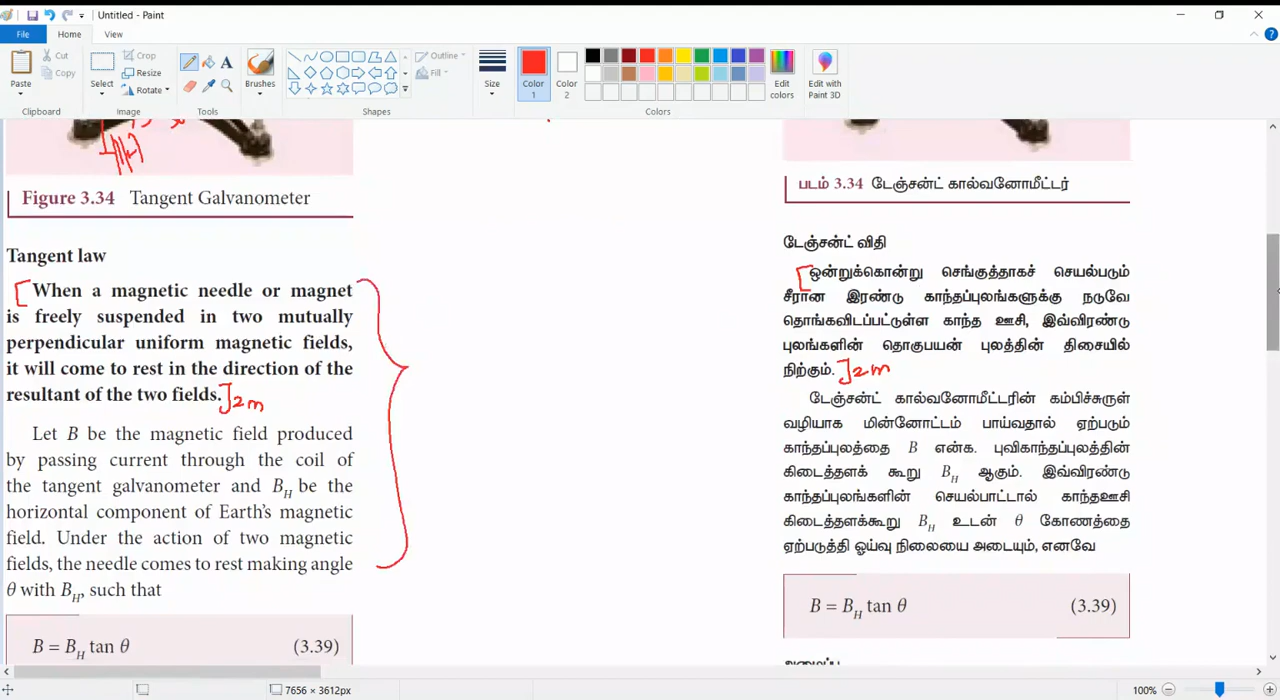 Untitled - Paint
File
Home
View
Paste
Cut
Copy
Clipboard
Select
Crop
Resize
Rotate
Image
A
Tools
Brushes
Outline
Fill
Shapes
Size
Color 1
Color 2
Edit colors
Edit with Paint 3D
Colors
Figure 3.34 Tangent Galvanometer
Tangent law
[When a magnetic needle or magnet
is freely suspended in two mutually
perpendicular uniform magnetic fields,
it will come to rest in the direction of the
resultant of the two fields.]2m
Let B be the magnetic field produced
by passing current through the coil of
the tangent galvanometer and B_H be the
horizontal component of Earth's magnetic
field. Under the action of two magnetic
fields, the needle comes to rest making angle
θ with B_H, such that
B = B_H tan θ (3.39)
படம் 3.34 டேஞ்சன்ட் கால்வனோமீட்டர்
டேஞ்சன்ட் விதி
[ஒன்றுக்கொன்று செங்குத்தாகச் செயல்படும்
சீரான இரண்டு காந்தப்புலங்களுக்கு நடுவே
தொங்கவிடப்பட்டுள்ள காந்த ஊசி, இவ்விரண்டு
புலங்களின் தொகுபயன் புலத்தின் திசையில்
நிற்கும்.]2m
டேஞ்சன்ட் கால்வனோமீட்டரின் கம்பிச்சுருள்
வழியாக மின்னோட்டம் பாய்வதால் ஏற்படும்
காந்தப்புலத்தை B என்க. புவிகாந்தப்புலத்தின்
கிடைத்தளக் கூறு B_H ஆகும். இவ்விரண்டு
காந்தப்புலங்களின் செயல்பாட்டால் காந்தஊசி
கிடைத்தளக்கூறு B_H உடன் θ கோணத்தை
ஏற்படுத்தி ஓய்வு நிலையை அடையும், எனவே
B = B_H tan θ (3.39)
7656 × 3612px
100%